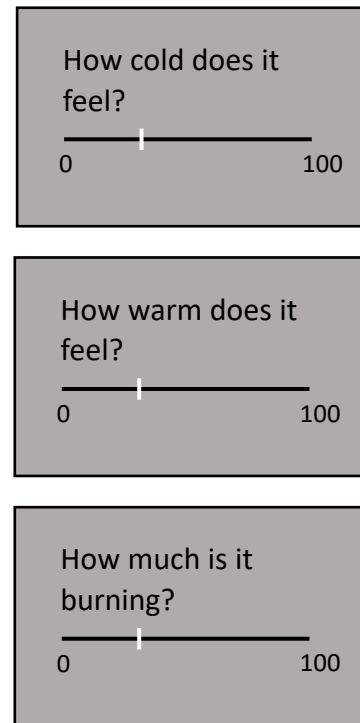 How cold does it
feel?
0 100
How warm does it
feel?
0 100
How much is it
burning?
0 100